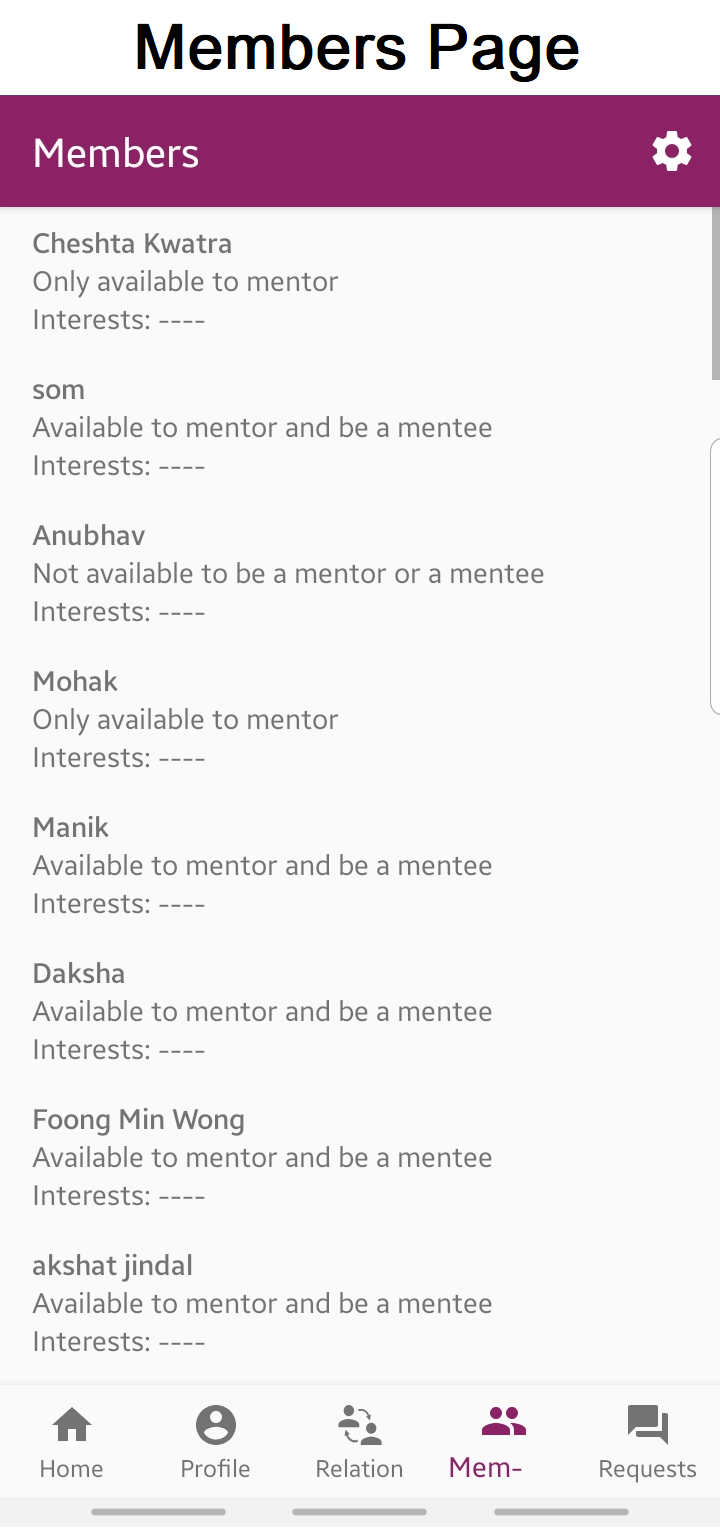 Members Page
Members
Cheshta Kwatra
Only available to mentor
Interests: ----
som
Available to mentor and be a mentee
Interests: ----
Anubhav
Not available to be a mentor or a mentee
Interests: ----
Mohak
Only available to mentor
Interests: ----
Manik
Available to mentor and be a mentee
Interests: ----
Daksha
Available to mentor and be a mentee
Interests: ----
Foong Min Wong
Available to mentor and be a mentee
Interests: ----
akshat jindal
Available to mentor and be a mentee
Interests: ----
Home Profile Relation Mem- Requests